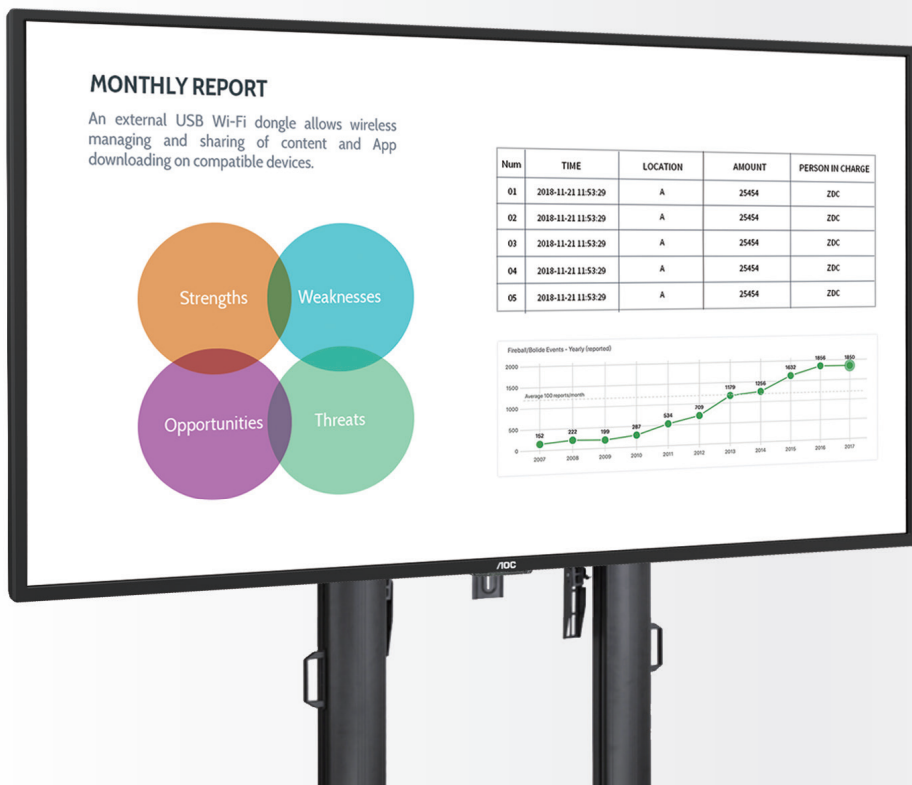 MONTHLY REPORT
An external USB Wi-Fi dongle allows wireless
managing and sharing of content and App
downloading on compatible devices.
Strengths
Weaknesses
Opportunities
Threats
Num TIME LOCATION AMOUNT PERSON IN CHARGE
01 2018-11-21 11:53:29 A 25454 ZDC
02 2018-11-21 11:53:29 A 25454 ZDC
03 2018-11-21 11:53:29 A 25454 ZDC
04 2018-11-21 11:53:29 A 25454 ZDC
05 2018-11-21 11:53:29 A 25454 ZDC
Fireball/Bolide Events – Yearly (reported)
2000
1500
1000
500
0
Average 100 reports/month
152 222 199 287 534 709 1179 1256 1602 1856 1850
2007 2008 2009 2010 2011 2012 2013 2014 2015 2016 2017
AOC